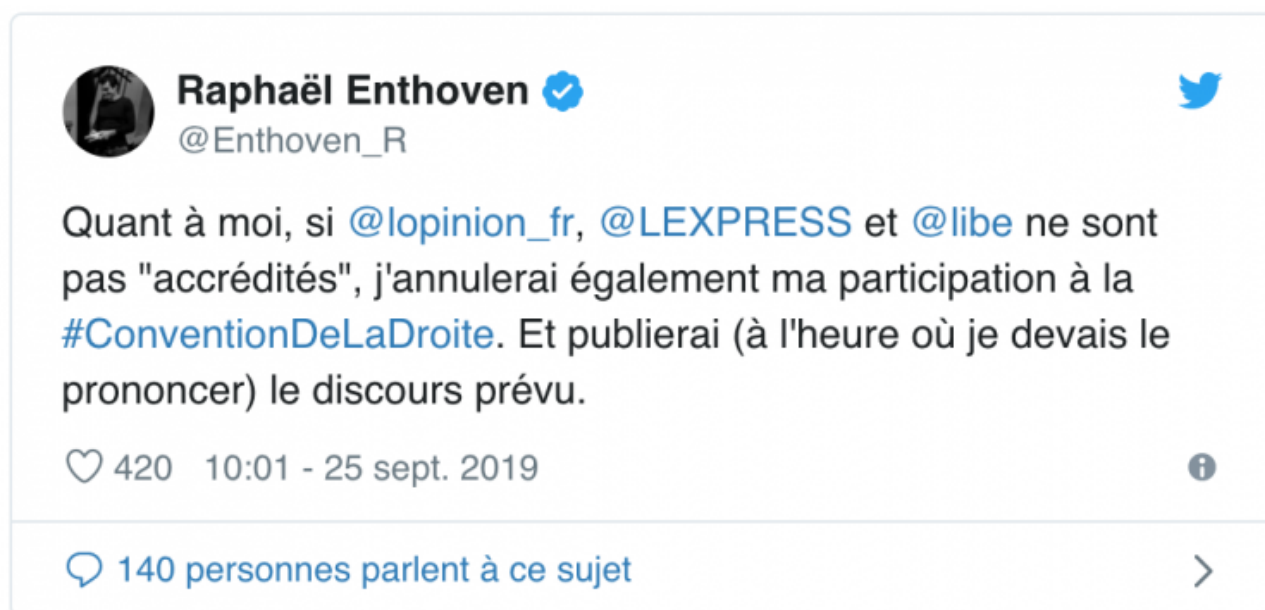 Raphaël Enthoven
@Enthoven_R
Quant à moi, si @lopinion_fr, @LEXPRESS et @libe ne sont
pas "accrédités", j'annulerai également ma participation à la
#ConventionDeLaDroite. Et publierai (à l'heure où je devais le
prononcer) le discours prévu.
420 10:01 - 25 sept. 2019
140 personnes parlent à ce sujet